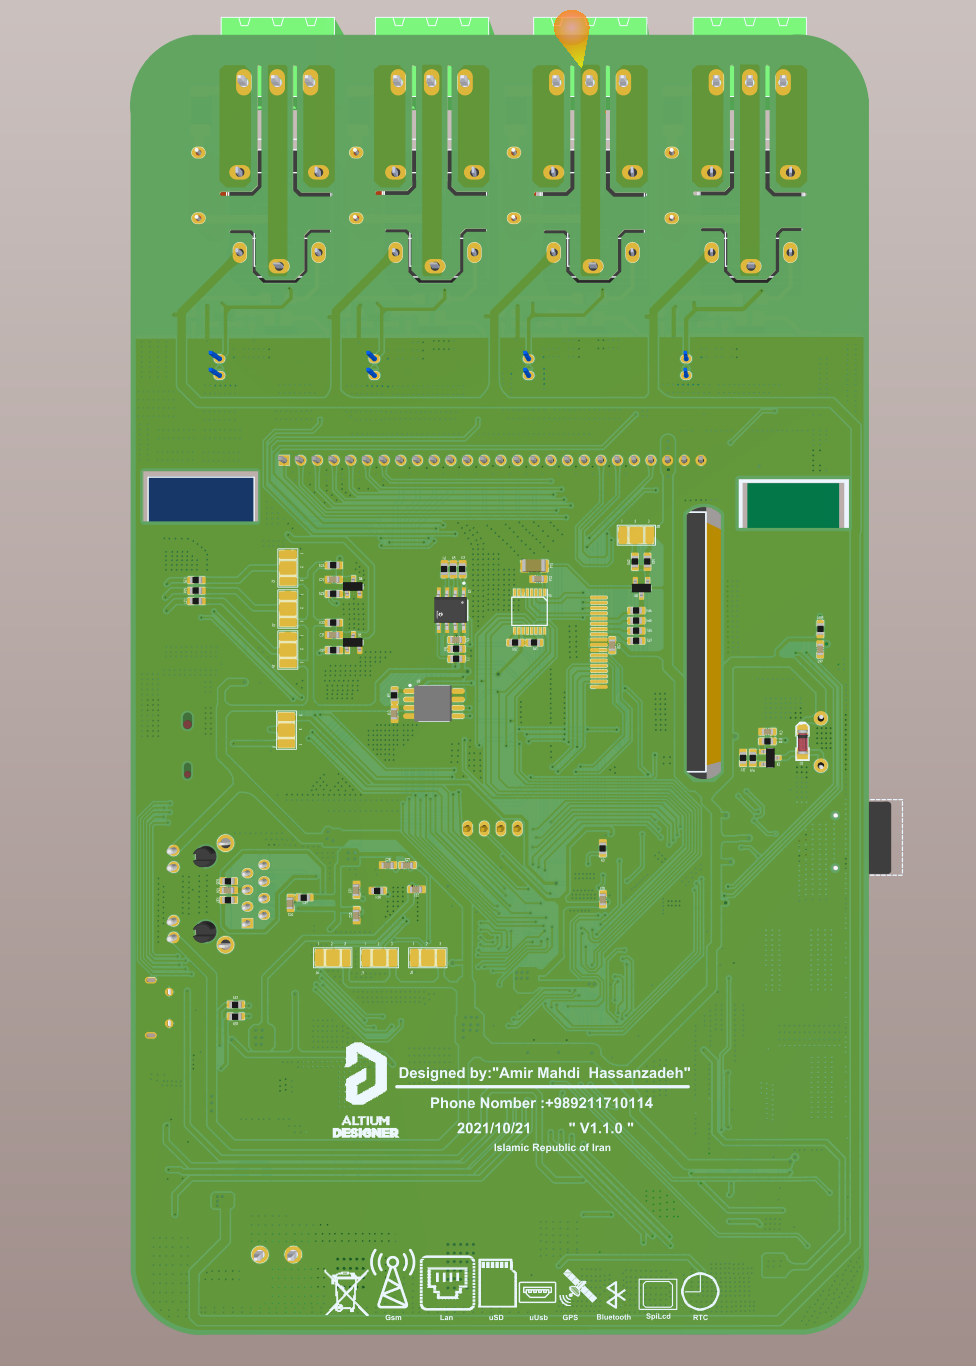 Designed by:"Amir Mahdi  Hassanzadeh"
Phone Nomber :+989211710114
ALTIUM
DESIGNER
2021/10/21 " V1.1.0 "
Islamic Republic of Iran
Gsm Lan uSD uUsb GPS Bluetooth SpiLcd RTC